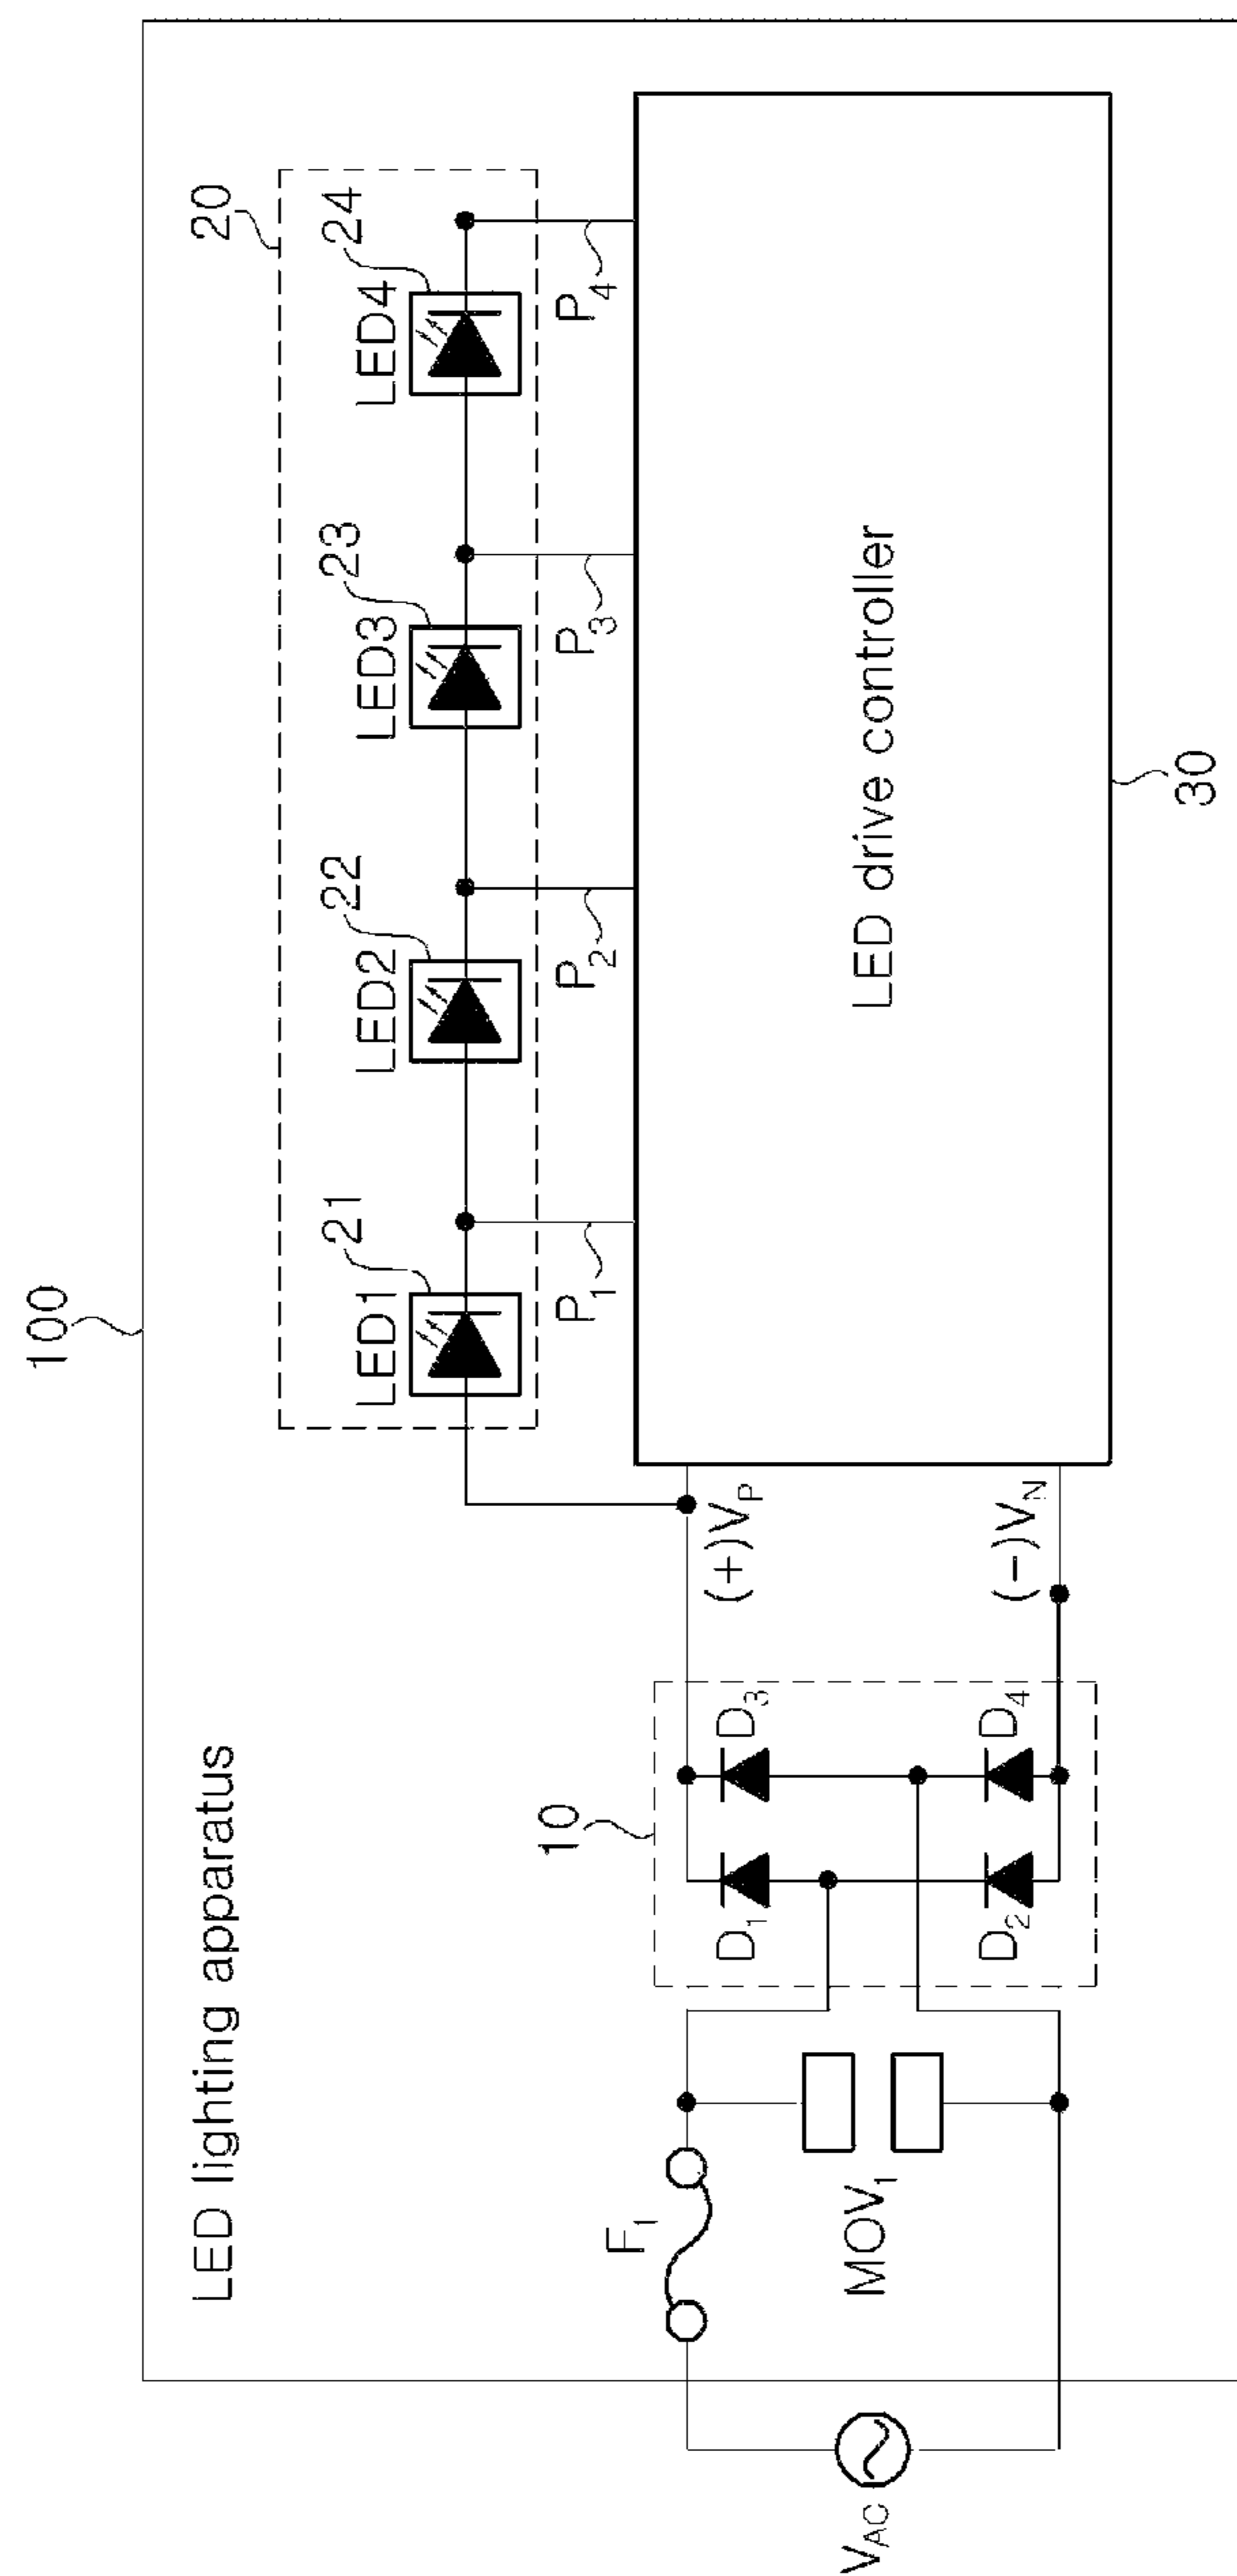 100
LED lighting apparatus
20
LED1
21
LED2
22
LED3
23
LED4
24
P1
P2
P3
P4
10
F1
VAC
MOV1
D1
D3
D2
D4
(+)VP
(-)VN
LED drive controller
30